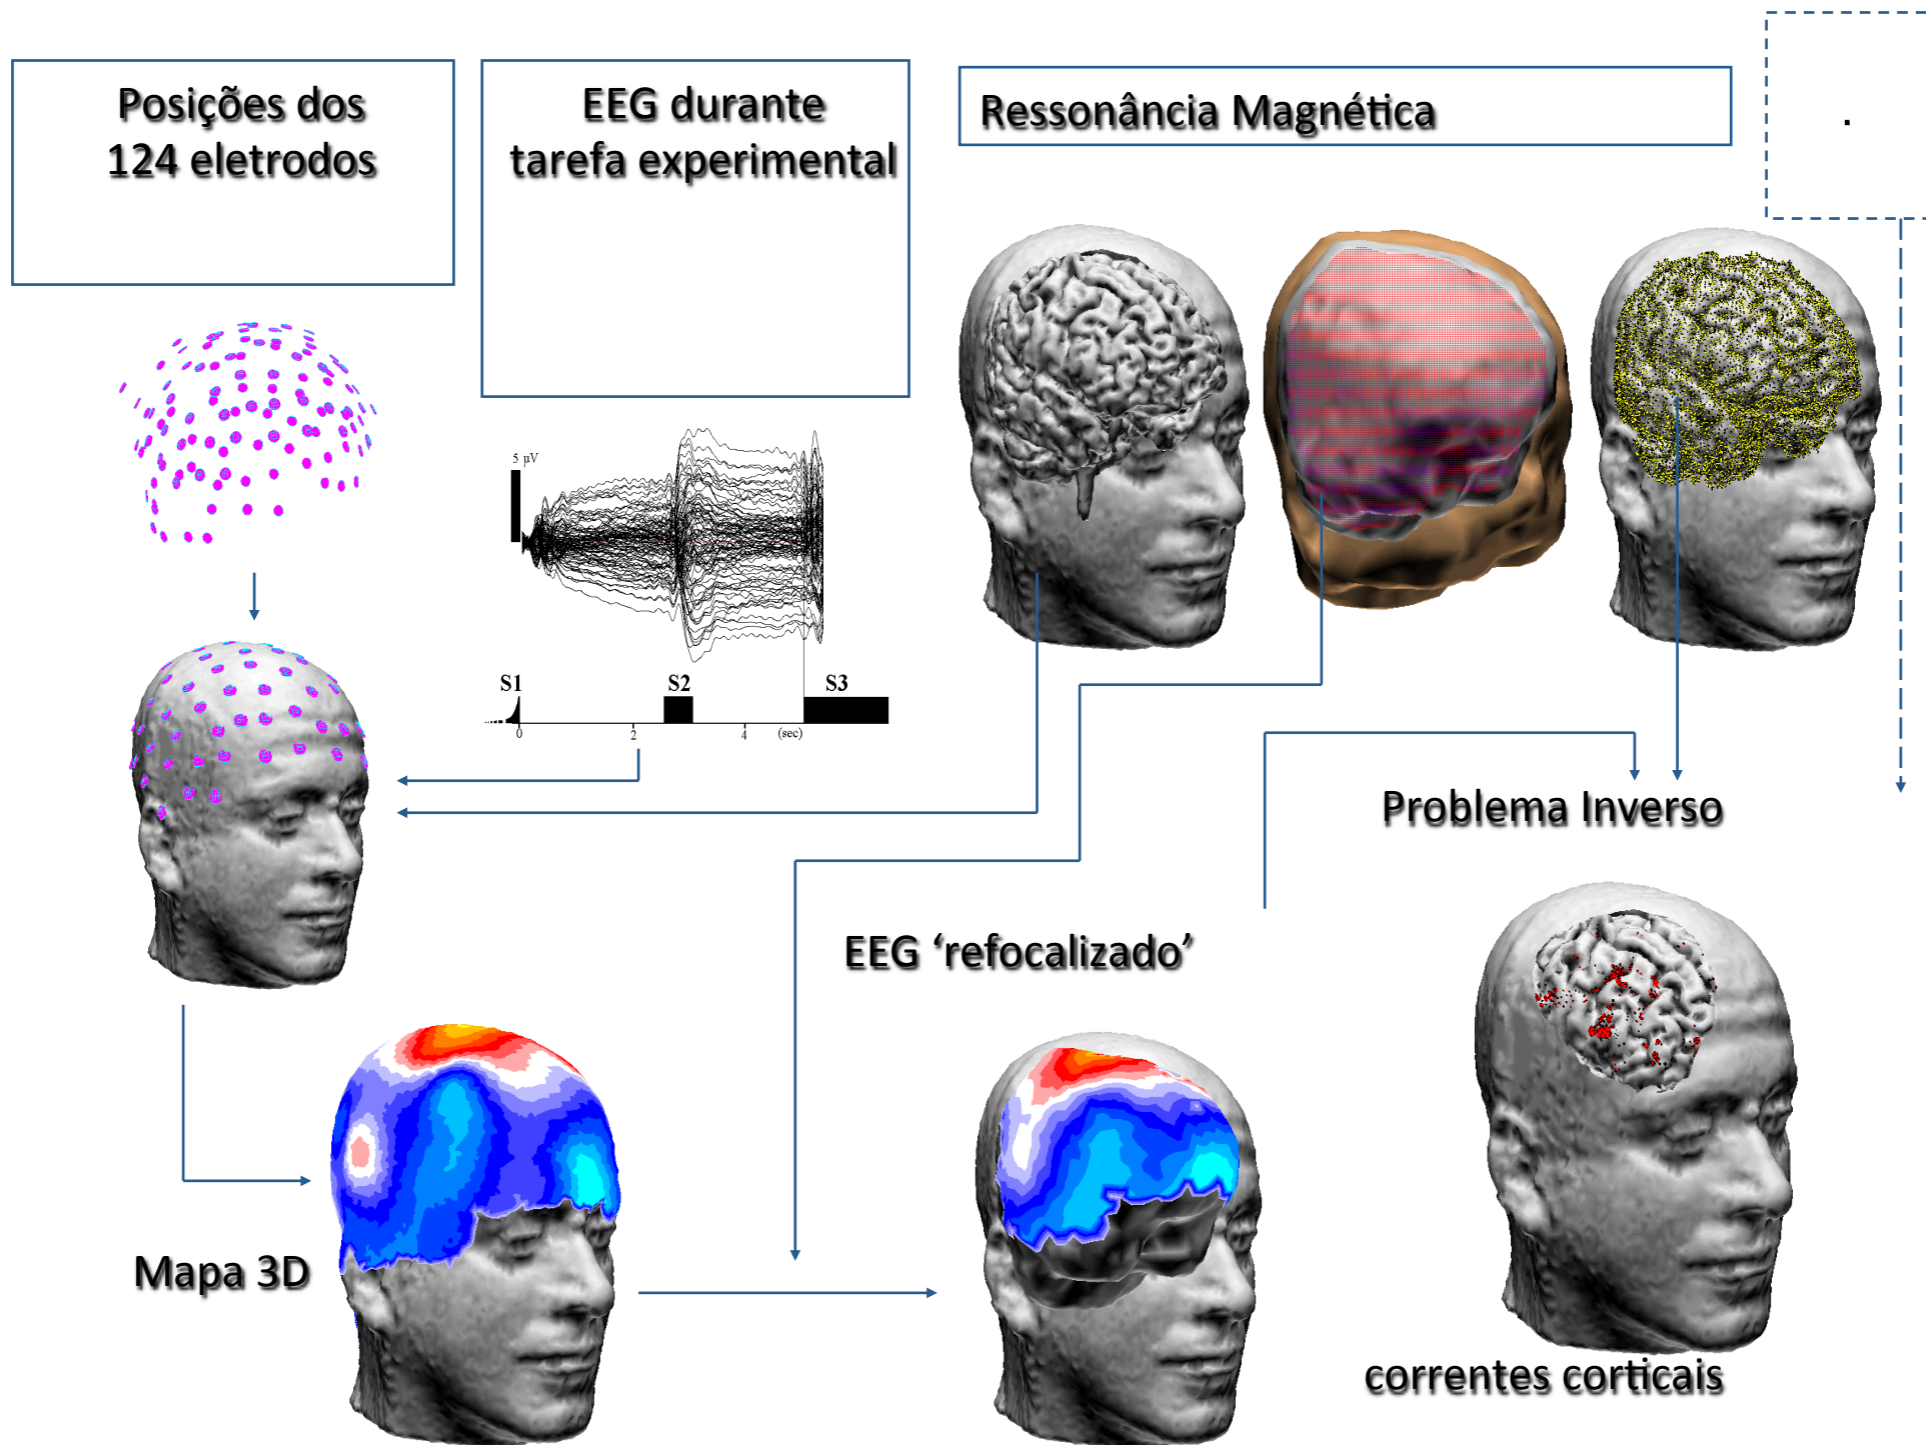 Posições dos
124 eletrodos
EEG durante
tarefa experimental
Ressonância Magnética
.
5 µV
S1
S2
S3
0
2
4
(sec)
Problema Inverso
EEG ‘refocalizado’
Mapa 3D
correntes corticais